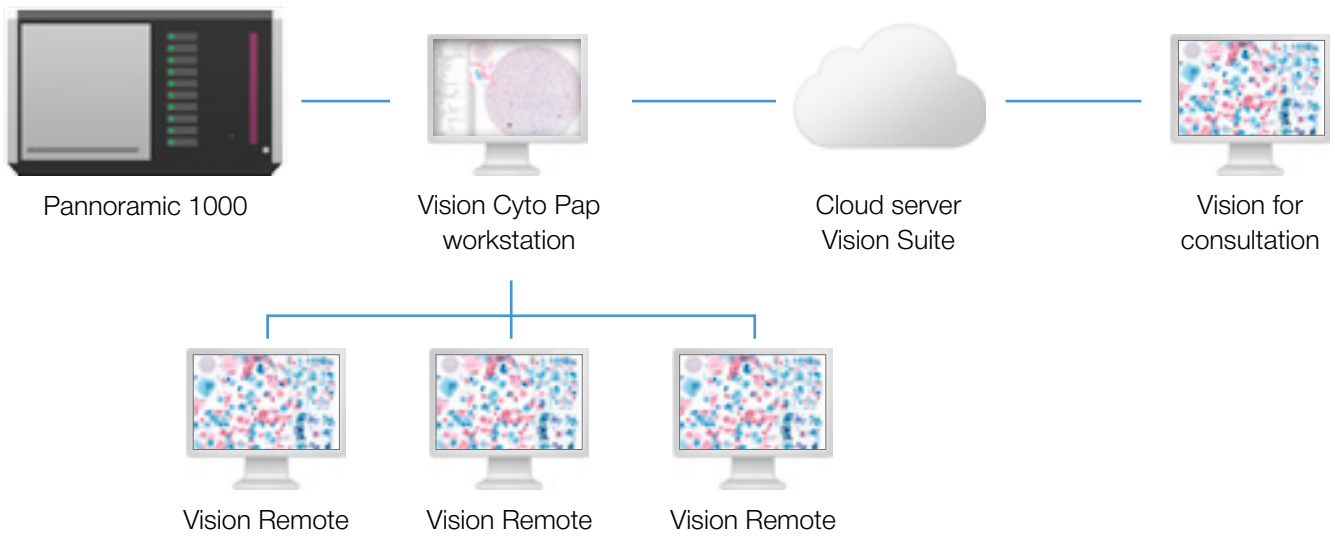 Pannoramic 1000
Vision Cyto Pap
workstation
Cloud server
Vision Suite
Vision for
consultation
Vision Remote
Vision Remote
Vision Remote